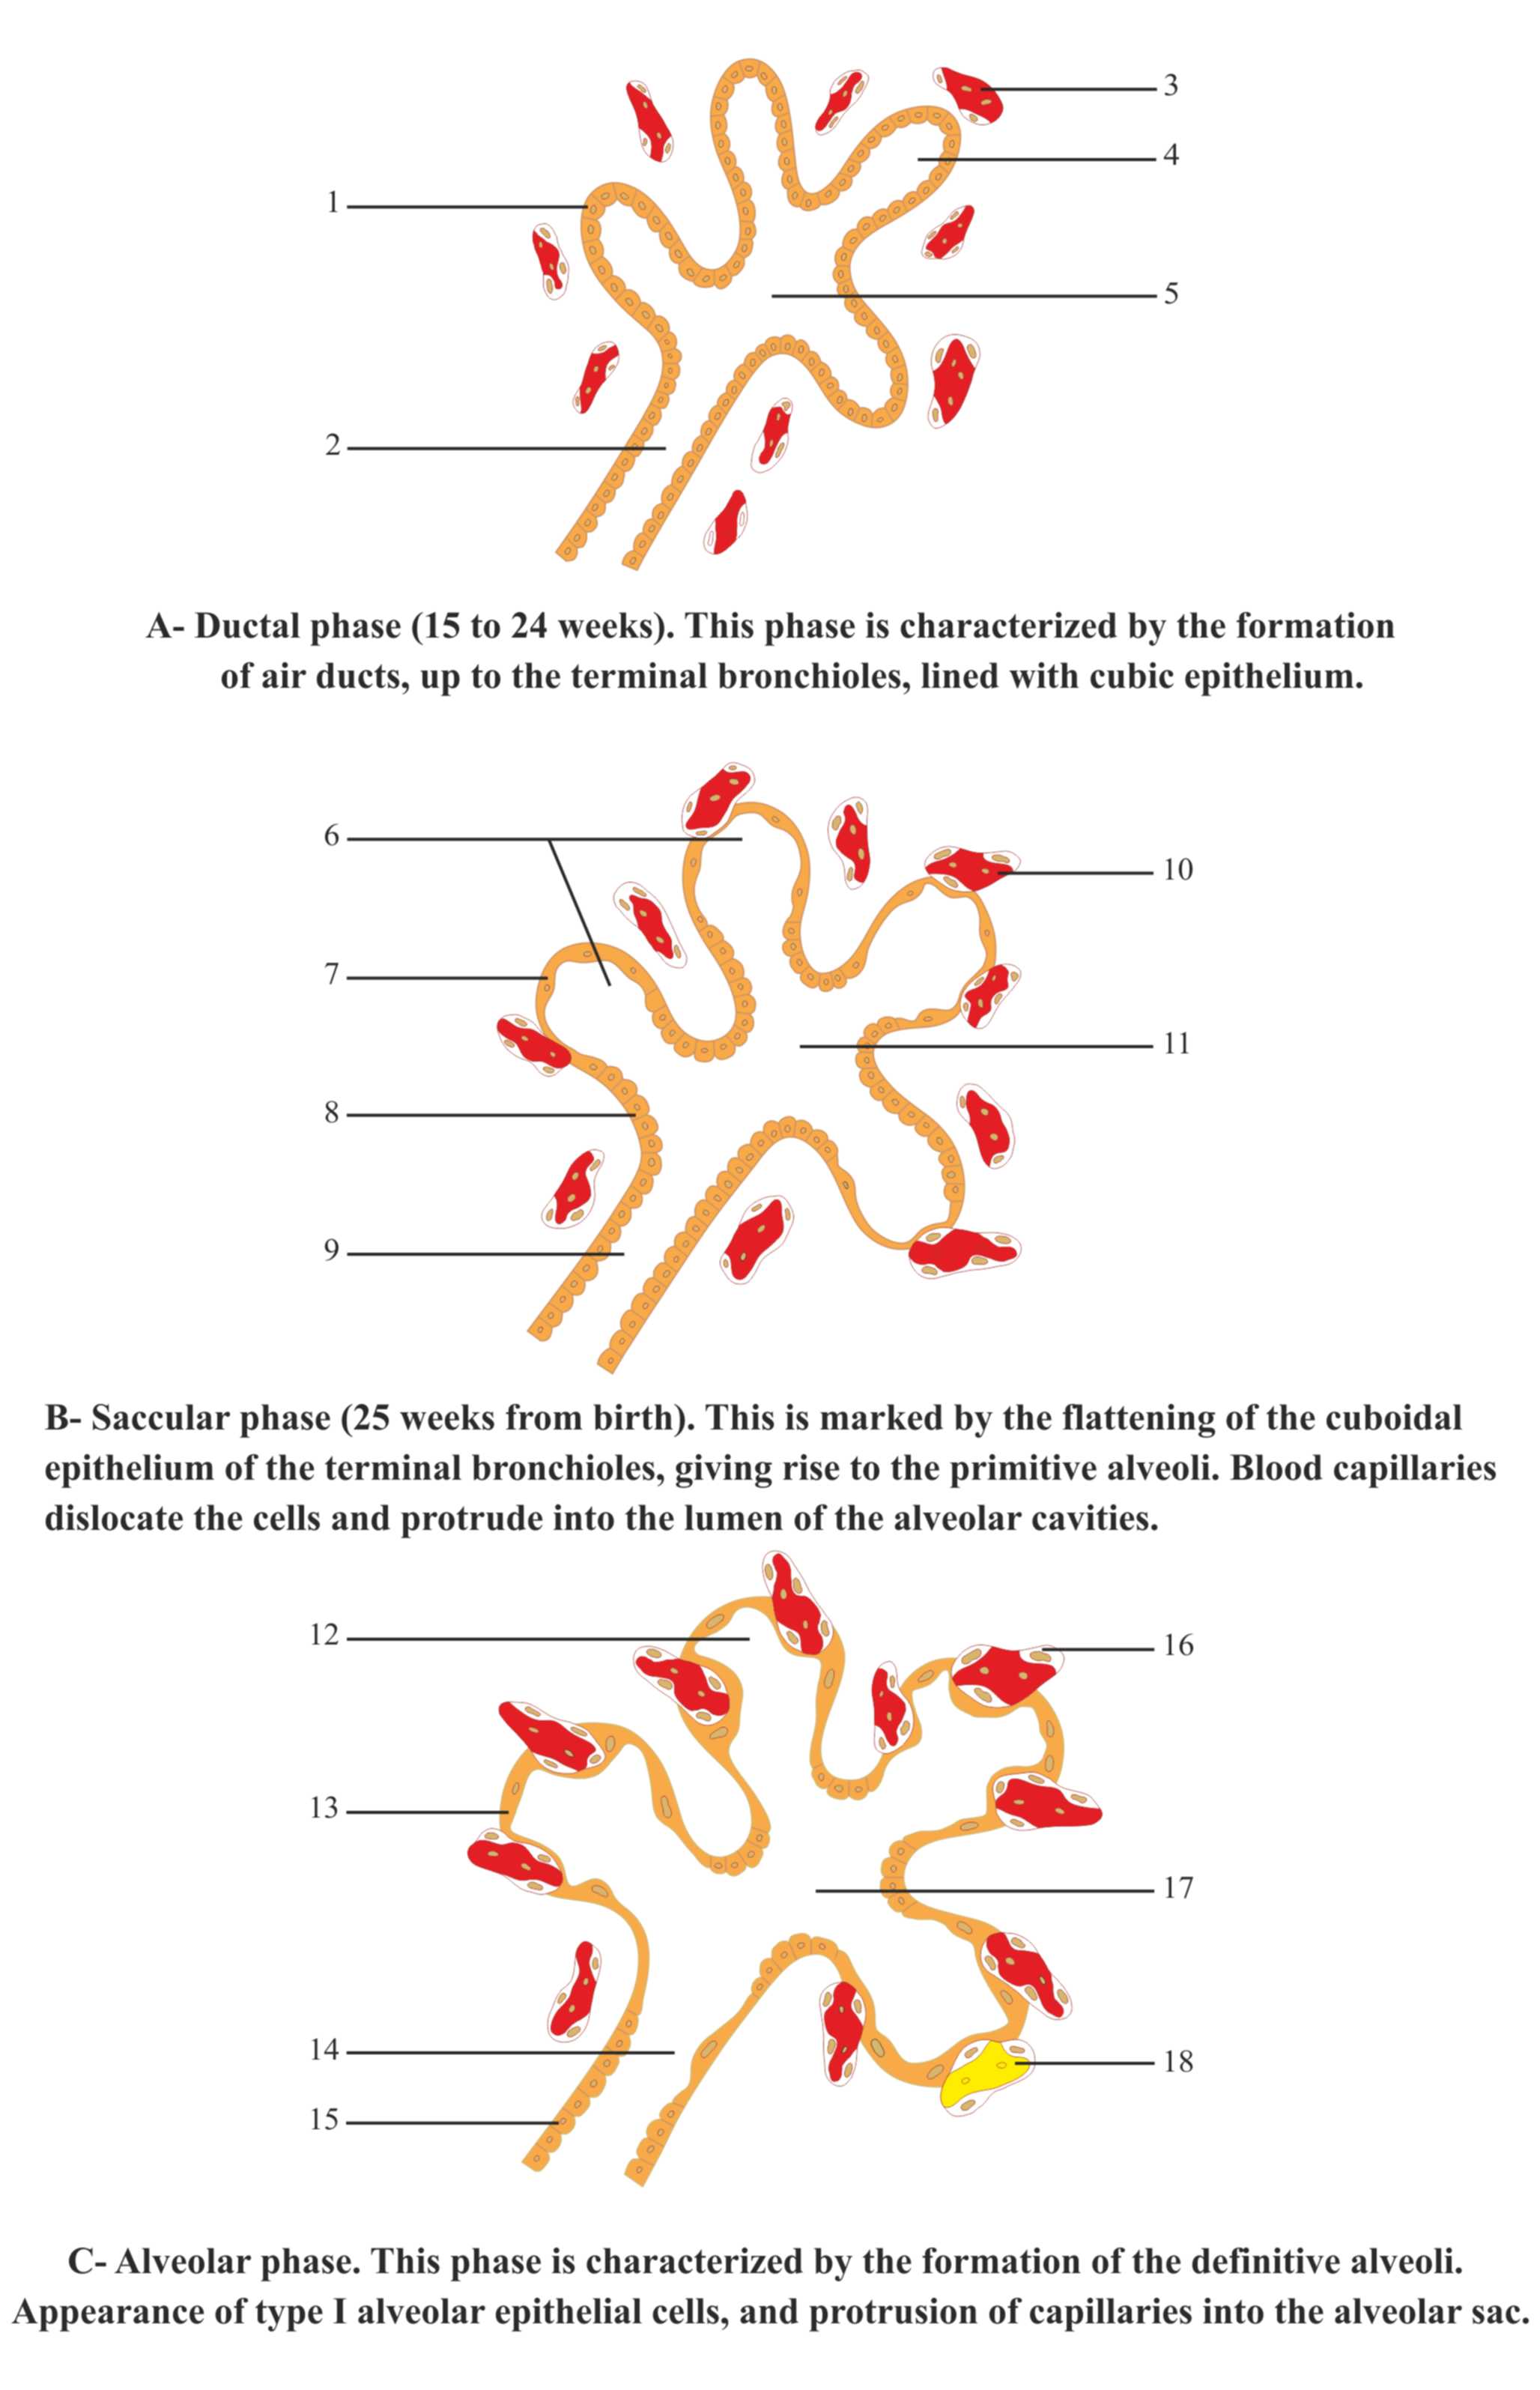 3
4
1
5
2
A- Ductal phase (15 to 24 weeks). This phase is characterized by the formation
of air ducts, up to the terminal bronchioles, lined with cubic epithelium.
6
10
7
11
8
9
B- Saccular phase (25 weeks from birth). This is marked by the flattening of the cuboidal
epithelium of the terminal bronchioles, giving rise to the primitive alveoli. Blood capillaries
dislocate the cells and protrude into the lumen of the alveolar cavities.
12
16
13
17
14
18
15
C- Alveolar phase. This phase is characterized by the formation of the definitive alveoli.
Appearance of type I alveolar epithelial cells, and protrusion of capillaries into the alveolar sac.